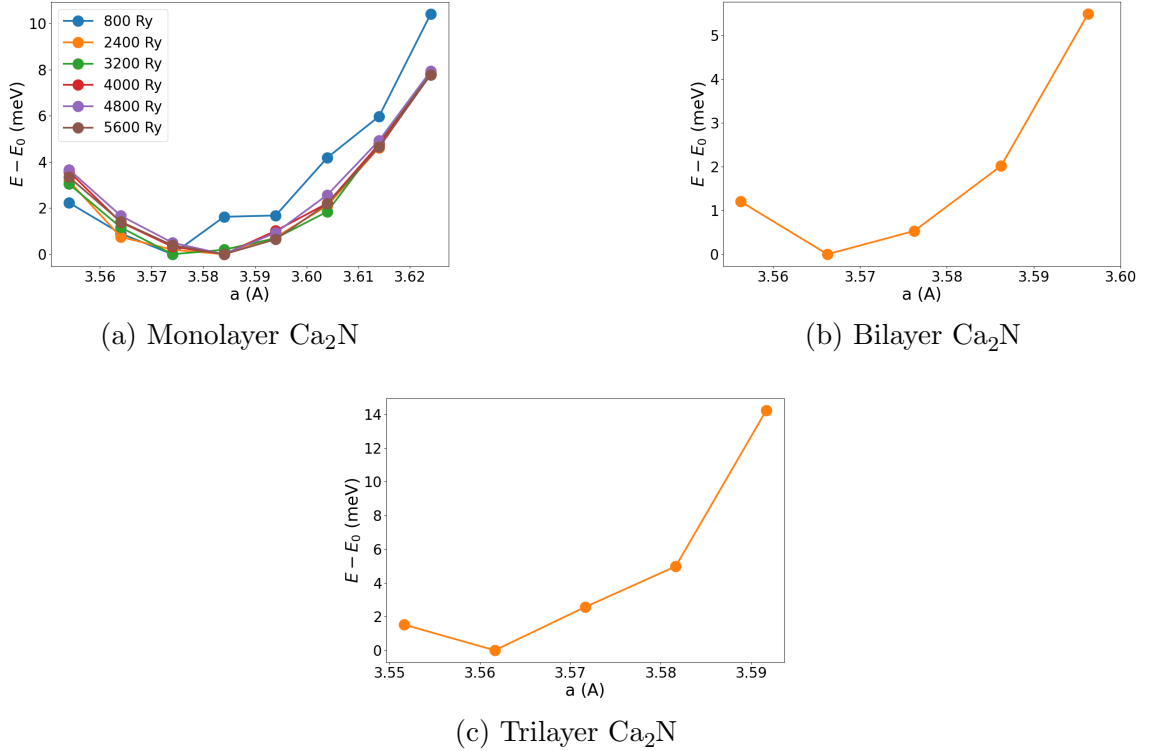 800 Ry
2400 Ry
3200 Ry
4000 Ry
4800 Ry
5600 Ry
10
8
6
4
2
0
E − E₀ (meV)
3.56 3.57 3.58 3.59 3.60 3.61 3.62
a (A)
(a) Monolayer Ca₂N
5
4
3
2
1
0
E − E₀ (meV)
3.56 3.57 3.58 3.59 3.60
a (A)
(b) Bilayer Ca₂N
14
12
10
8
6
4
2
0
E − E₀ (meV)
3.55 3.56 3.57 3.58 3.59
a (A)
(c) Trilayer Ca₂N